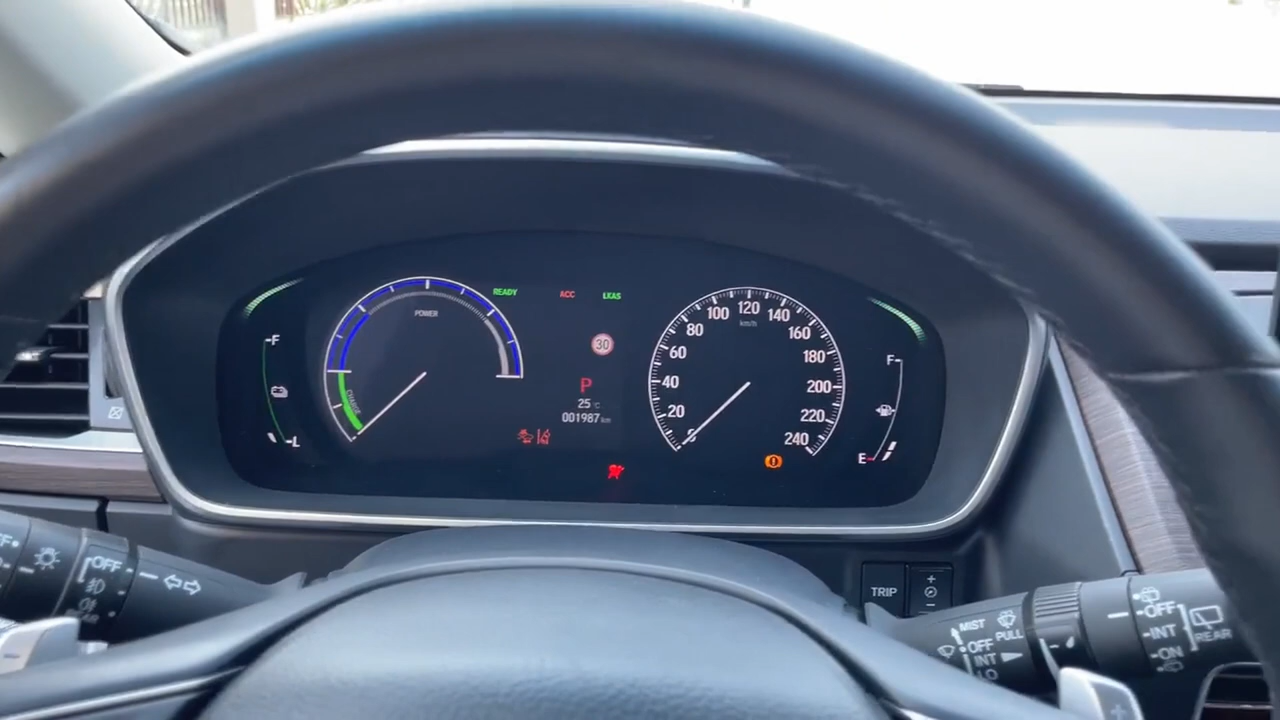 READY ACC LKAS
POWER
CHARGE
F
L
30
P
25 °C
001987 km
0 20 40 60 80 100 120 140 160 180 200 220 240
km/h
F
E
OFF
TRIP
+
-
MIST
OFF
INT
LO
PULL
OFF
INT
ON
REAR
+
-